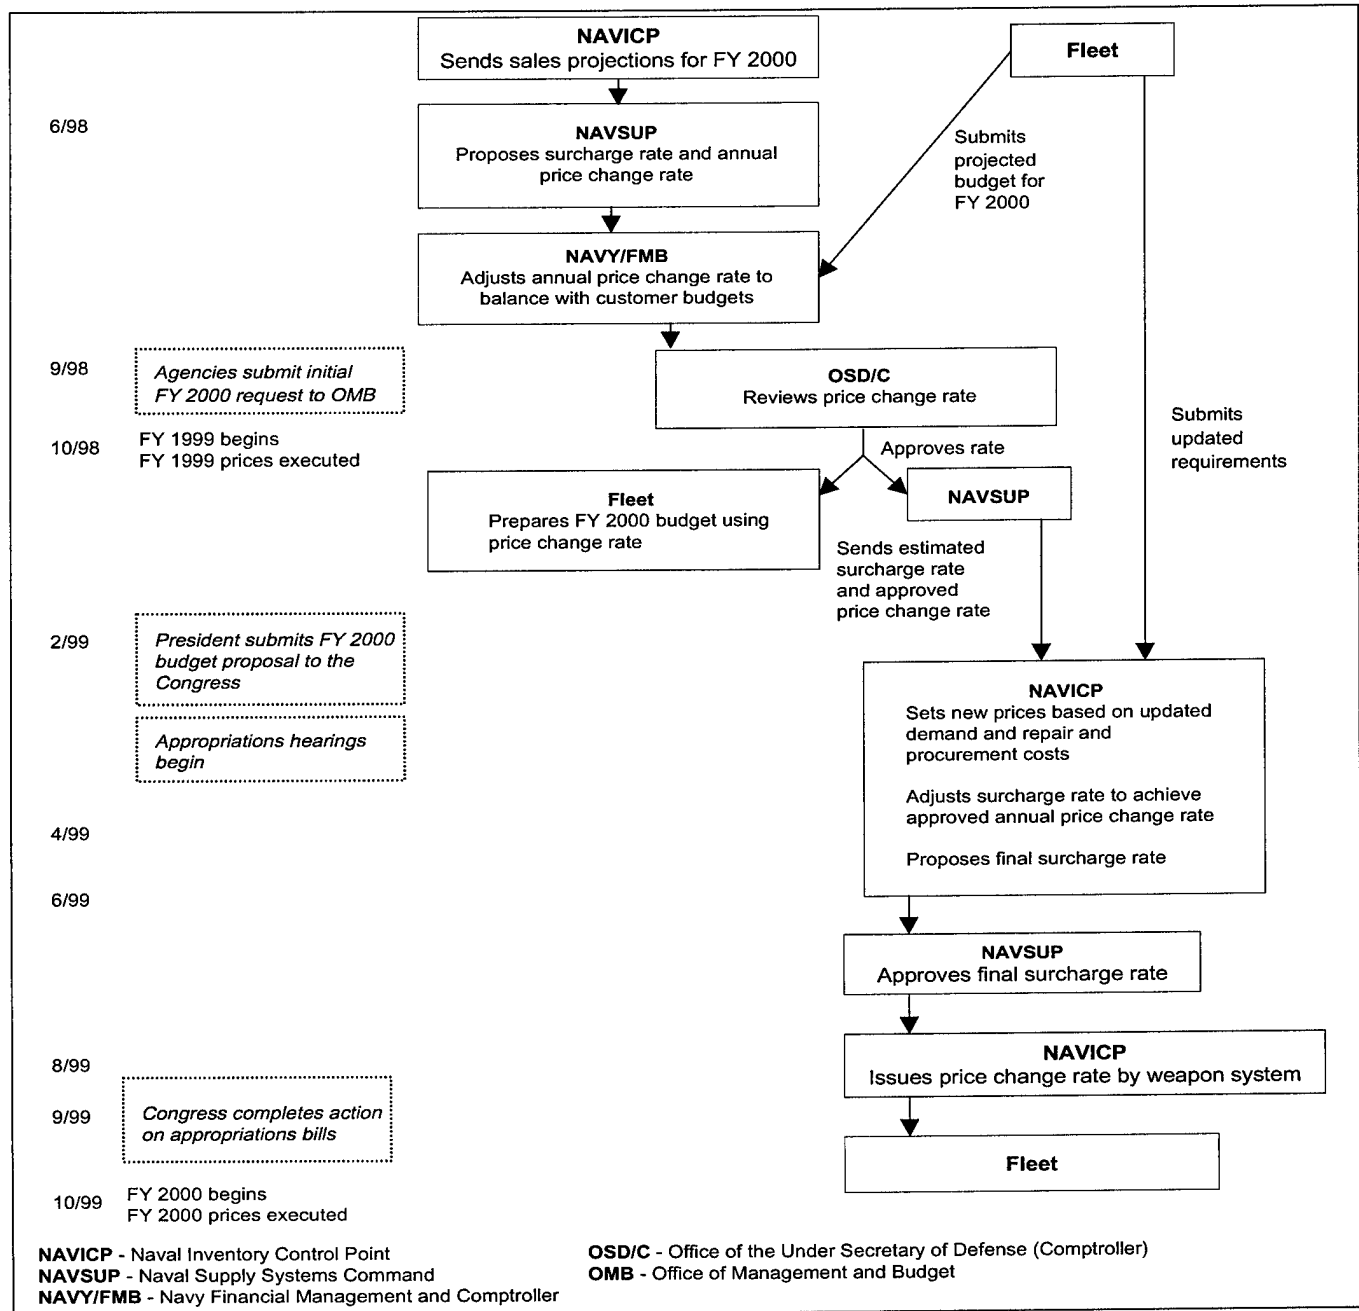 NAVICP
Sends sales projections for FY 2000
Fleet
6/98
NAVSUP
Proposes surcharge rate and annual
price change rate
Submits
projected
budget for
FY 2000
NAVY/FMB
Adjusts annual price change rate to
balance with customer budgets
9/98
Agencies submit initial
FY 2000 request to OMB
OSD/C
Reviews price change rate
Submits
updated
requirements
10/98
FY 1999 begins
FY 1999 prices executed
Approves rate
Fleet
Prepares FY 2000 budget using
price change rate
NAVSUP
Sends estimated
surcharge rate
and approved
price change rate
2/99
President submits FY 2000
budget proposal to the
Congress
Appropriations hearings
begin
NAVICP
Sets new prices based on updated
demand and repair and
procurement costs
Adjusts surcharge rate to achieve
approved annual price change rate
Proposes final surcharge rate
4/99
6/99
NAVSUP
Approves final surcharge rate
8/99
NAVICP
Issues price change rate by weapon system
9/99
Congress completes action
on appropriations bills
Fleet
10/99
FY 2000 begins
FY 2000 prices executed
NAVICP - Naval Inventory Control Point
NAVSUP - Naval Supply Systems Command
NAVY/FMB - Navy Financial Management and Comptroller
OSD/C - Office of the Under Secretary of Defense (Comptroller)
OMB - Office of Management and Budget